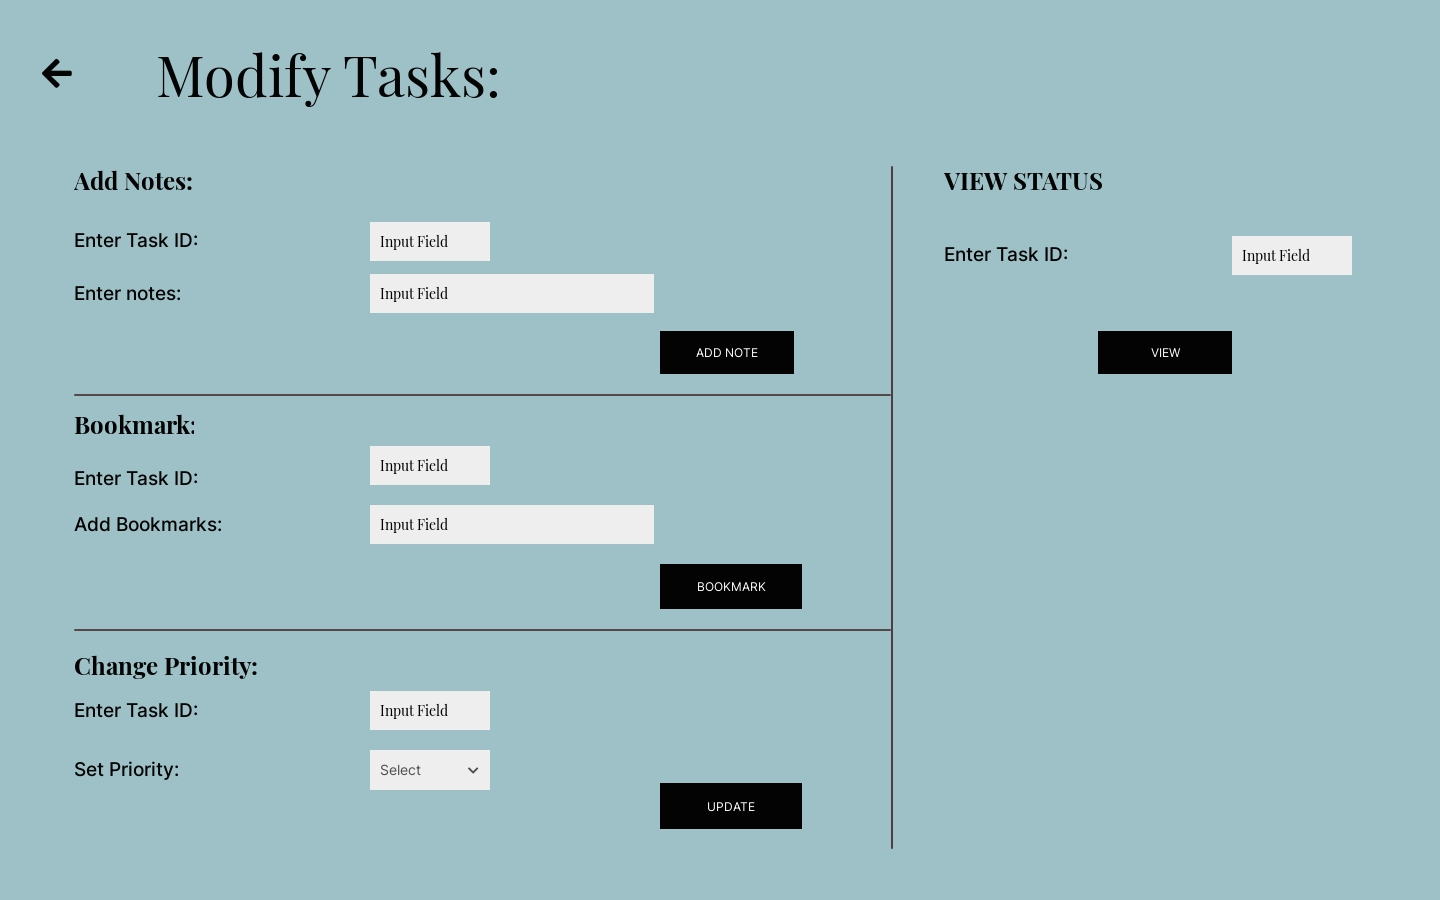 Modify Tasks:
Add Notes:
Enter Task ID:
Input Field
Enter notes:
Input Field
ADD NOTE
Bookmark:
Enter Task ID:
Input Field
Add Bookmarks:
Input Field
BOOKMARK
Change Priority:
Enter Task ID:
Input Field
Set Priority:
Select
UPDATE
VIEW STATUS
Enter Task ID:
Input Field
VIEW